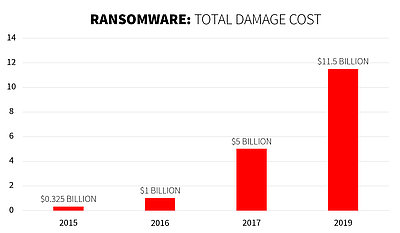 RANSOMWARE: TOTAL DAMAGE COST
14
12
10
8
6
4
2
0
$0.325 BILLION
$1 BILLION
$5 BILLION
$11.5 BILLION
2015
2016
2017
2019